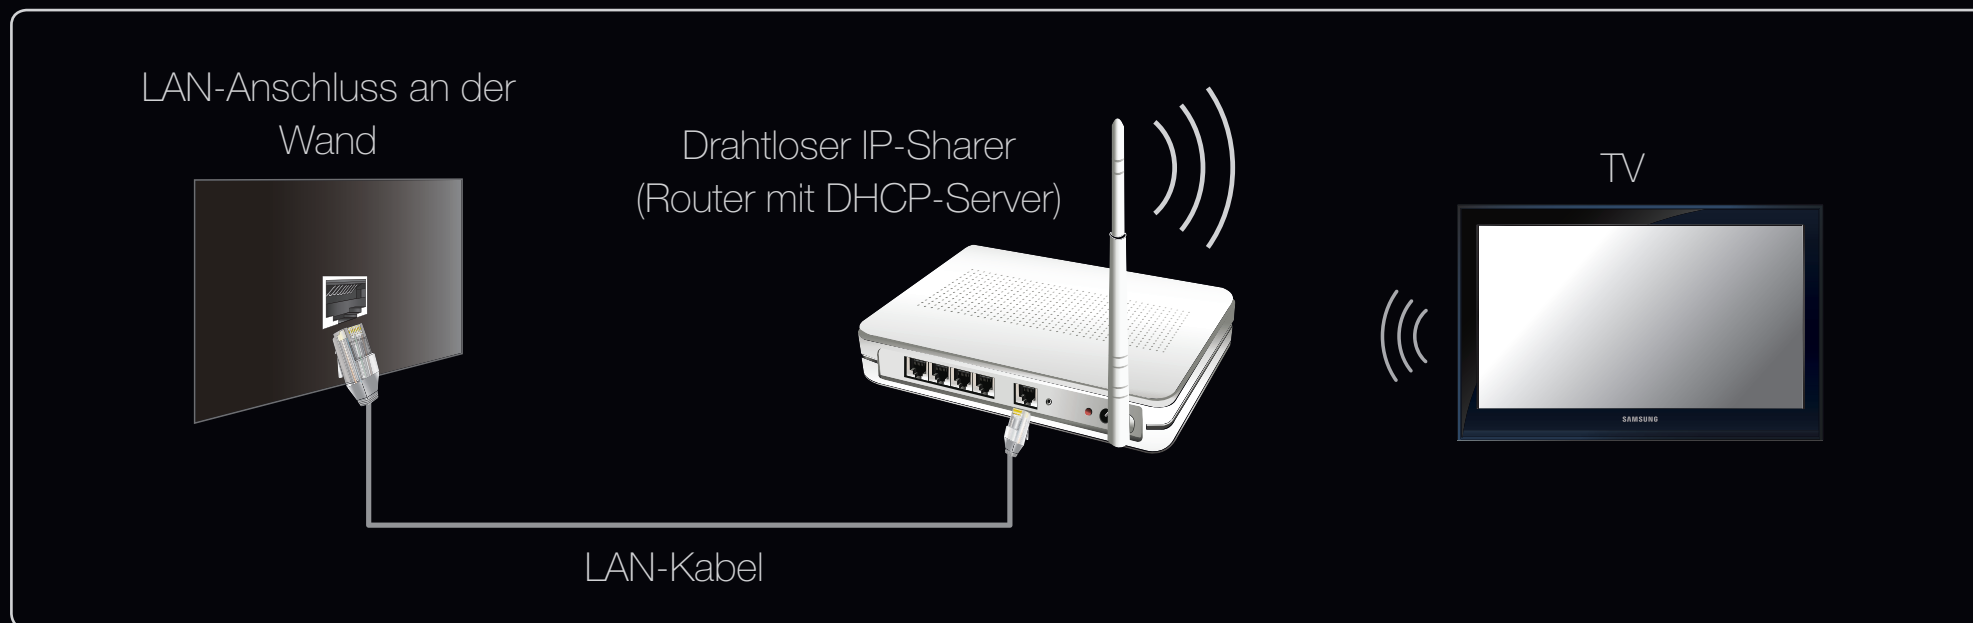 LAN-Anschluss an der
Wand
Drahtloser IP-Sharer
(Router mit DHCP-Server)
TV
SAMSUNG
LAN-Kabel